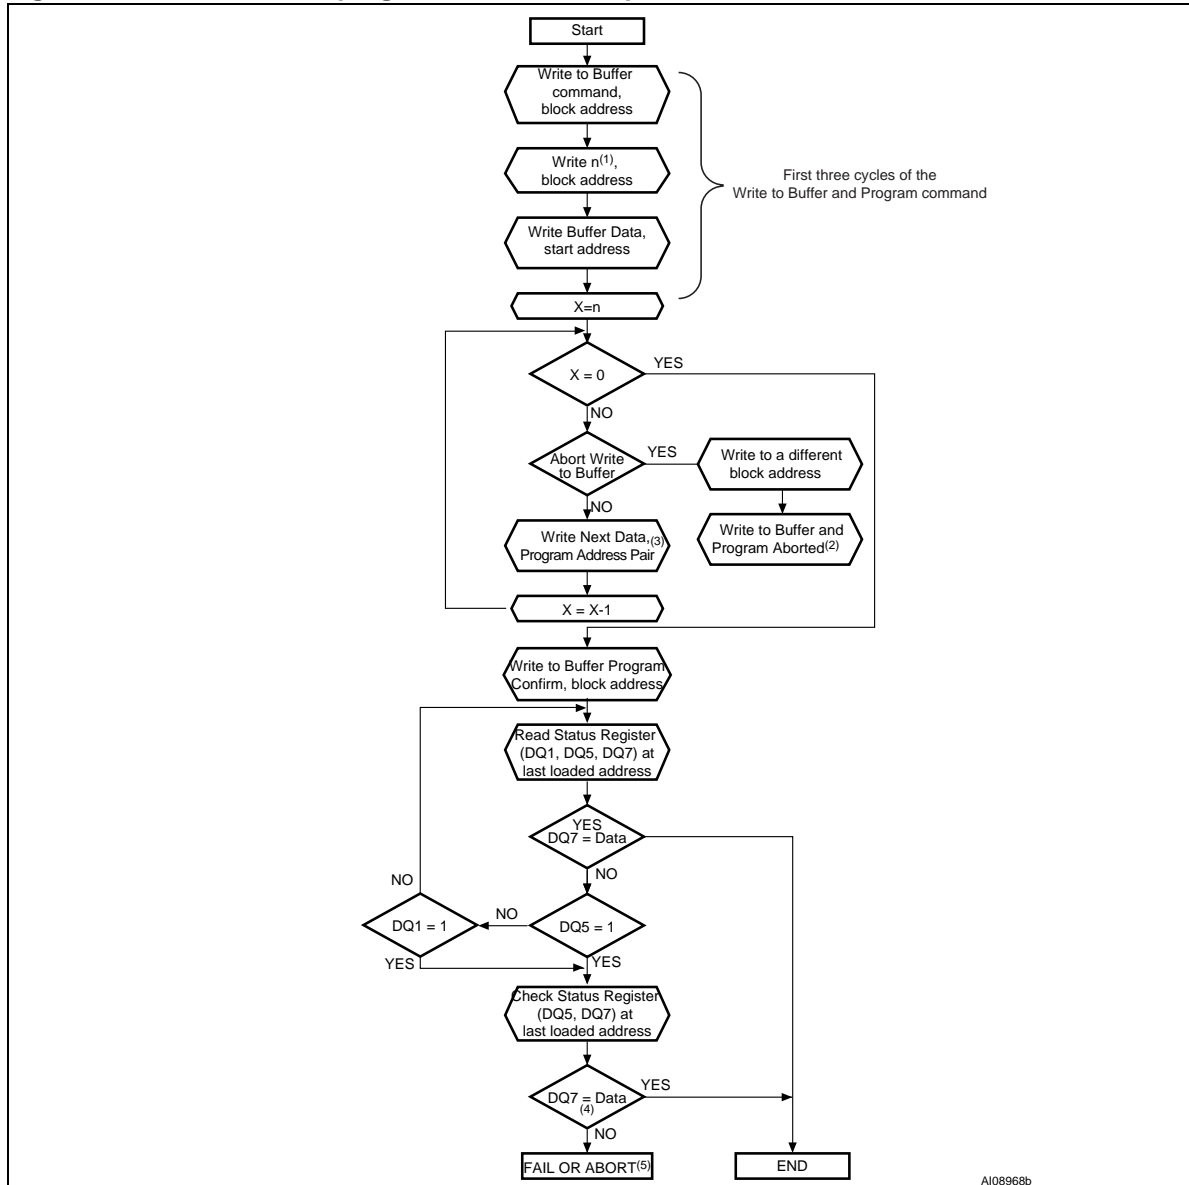 Start
Write to Buffer
command,
block address
Write n(1),
block address
First three cycles of the
Write to Buffer and Program command
Write Buffer Data,
start address
X=n
X = 0
YES
NO
Abort Write
to Buffer
YES
Write to a different
block address
NO
Write Next Data,(3)
Program Address Pair
Write to Buffer and
Program Aborted(2)
X = X-1
Write to Buffer Program
Confirm, block address
Read Status Register
(DQ1, DQ5, DQ7) at
last loaded address
YES
DQ7 = Data
NO
NO
DQ1 = 1
NO
DQ5 = 1
YES
YES
Check Status Register
(DQ5, DQ7) at
last loaded address
YES
DQ7 = Data
(4)
NO
FAIL OR ABORT(5)
END
AI08968b